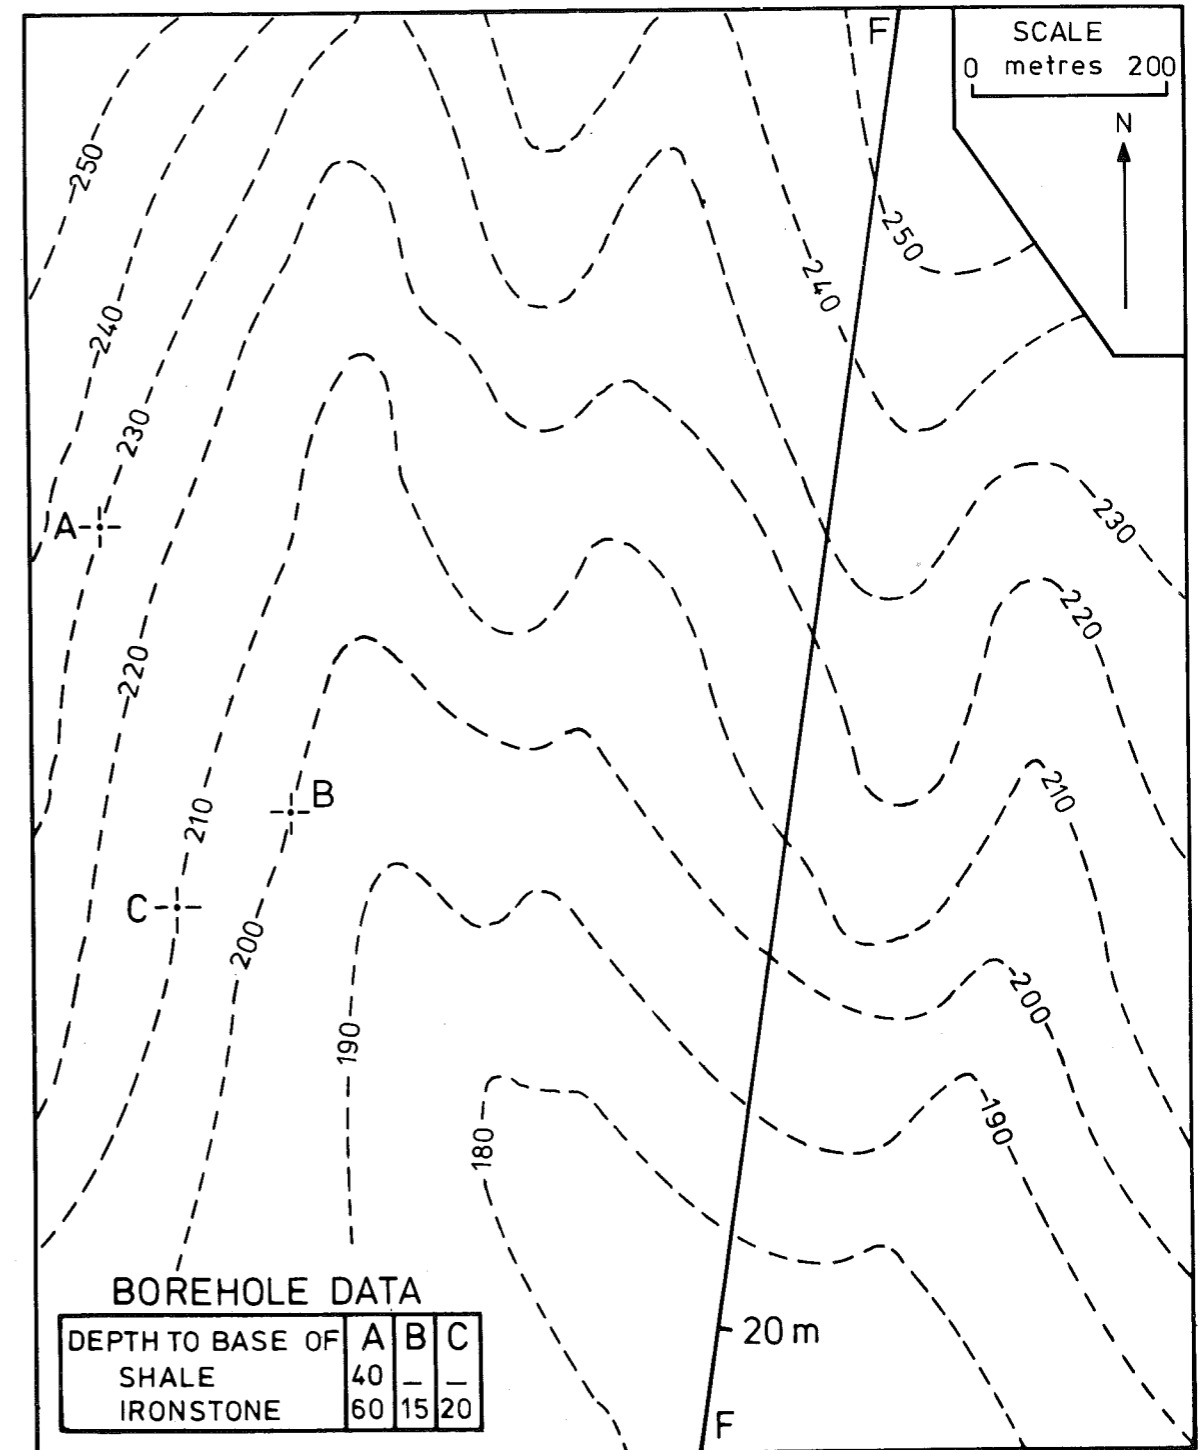 F
SCALE
0 metres 200
N
250
250
240
240
230
A
230
220
220
B
210
210
C
200
200
190
190
180
20 m
F
BOREHOLE DATA
DEPTH TO BASE OF A B C
SHALE 40 – –
IRONSTONE 60 15 20